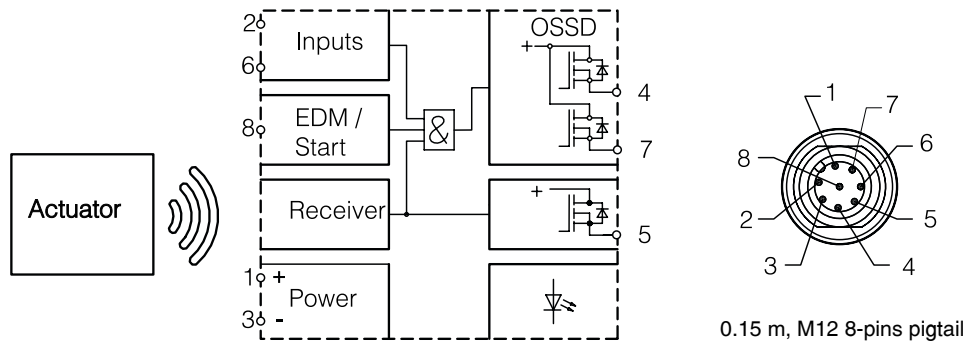 2
Inputs
6
EDM /
8
Start
Receiver
1 +
Power
3 -
&
OSSD
+
4
7
+
5
Actuator
1
7
8
6
2
5
3
4
0.15 m, M12 8-pins pigtail